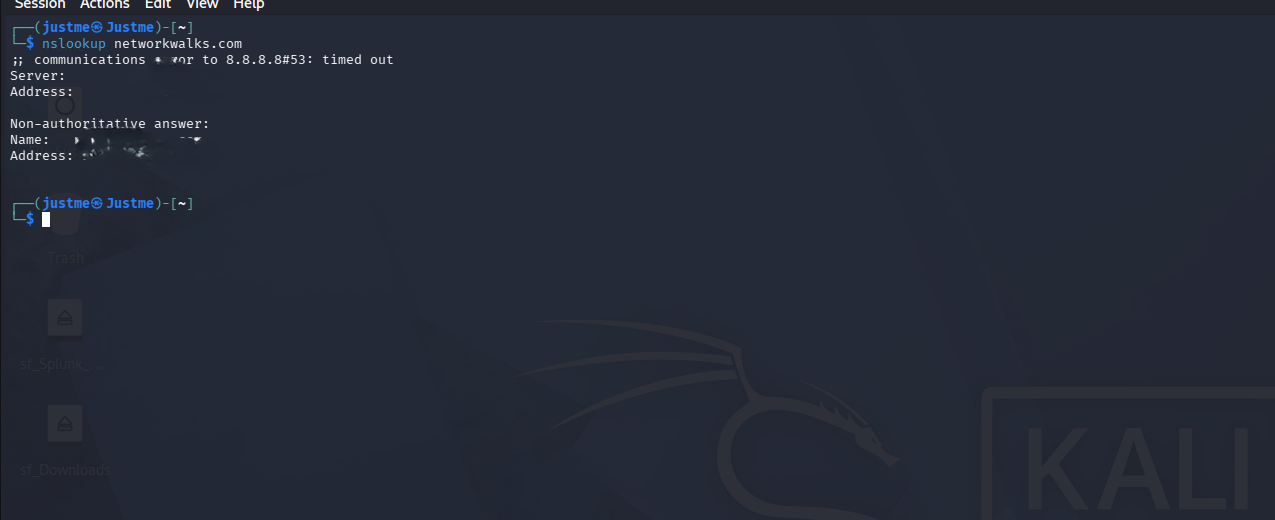 Session Actions Edit View Help
┌──(justme㉿Justme)-[~]
└─$ nslookup networkwalks.com
;; communications to 8.8.8.8#53: timed out
Server:
Address:
Non-authoritative answer:
Name:
Address:
┌──(justme㉿Justme)-[~]
└─$
Trash
sf_Splunk_...
sf_Downloads
KALI